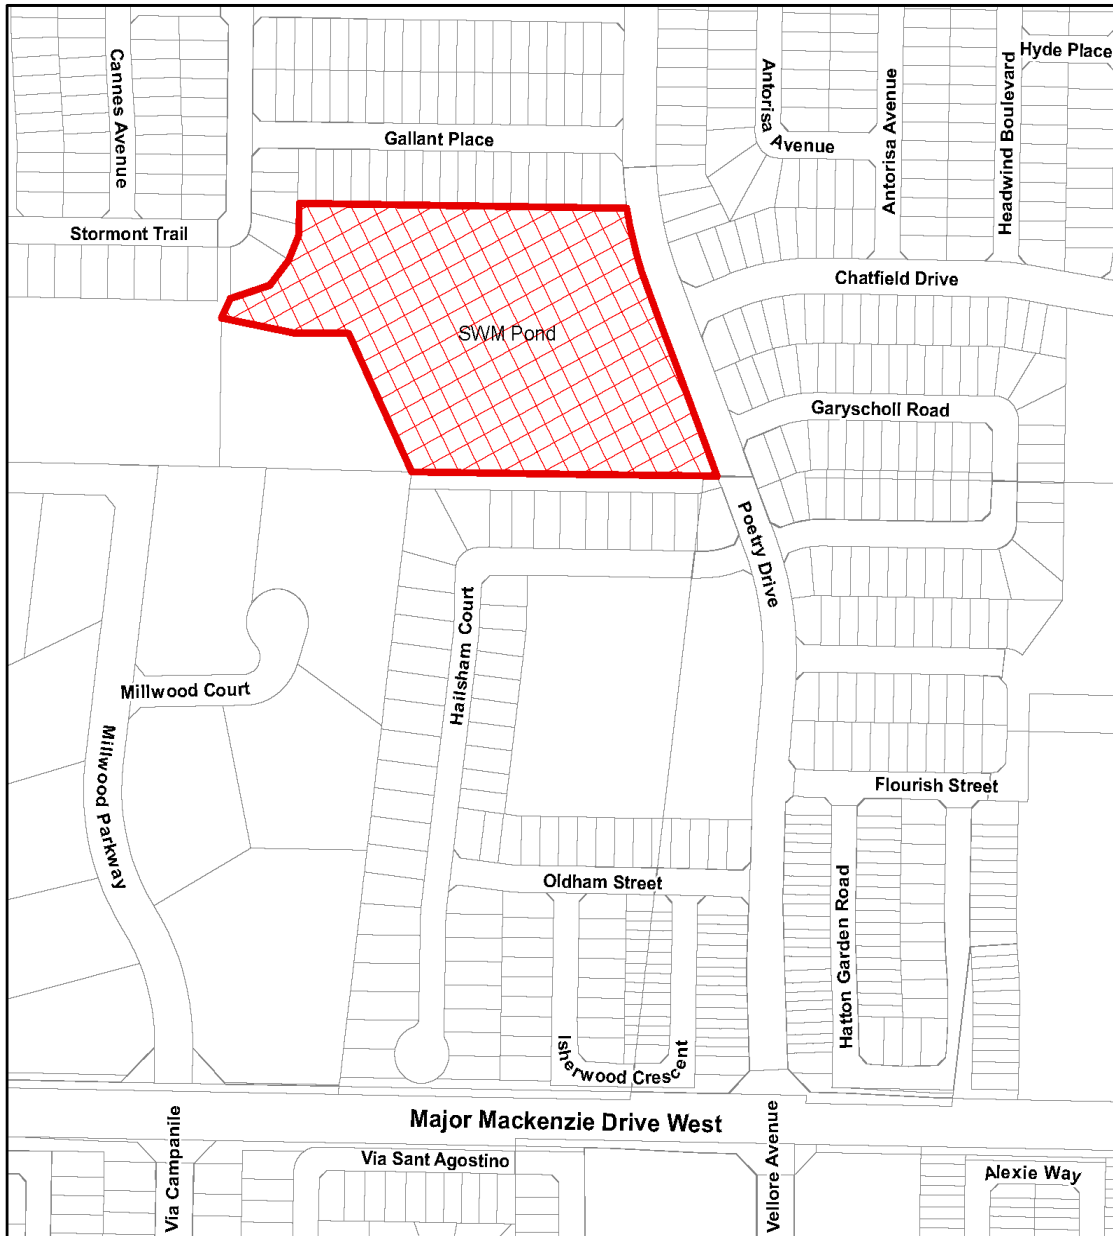 Cannes Avenue
Hyde Place
Antorisa Avenue
Antorisa Avenue
Headwind Boulevard
Gallant Place
Stormont Trail
Chatfield Drive
SWM Pond
Garyscholl Road
Poetry Drive
Hailsham Court
Millwood Court
Millwood Parkway
Flourish Street
Oldham Street
Hatton Garden Road
Isherwood Crescent
Major Mackenzie Drive West
Via Campanile
Via Sant Agostino
Vellore Avenue
Alexie Way